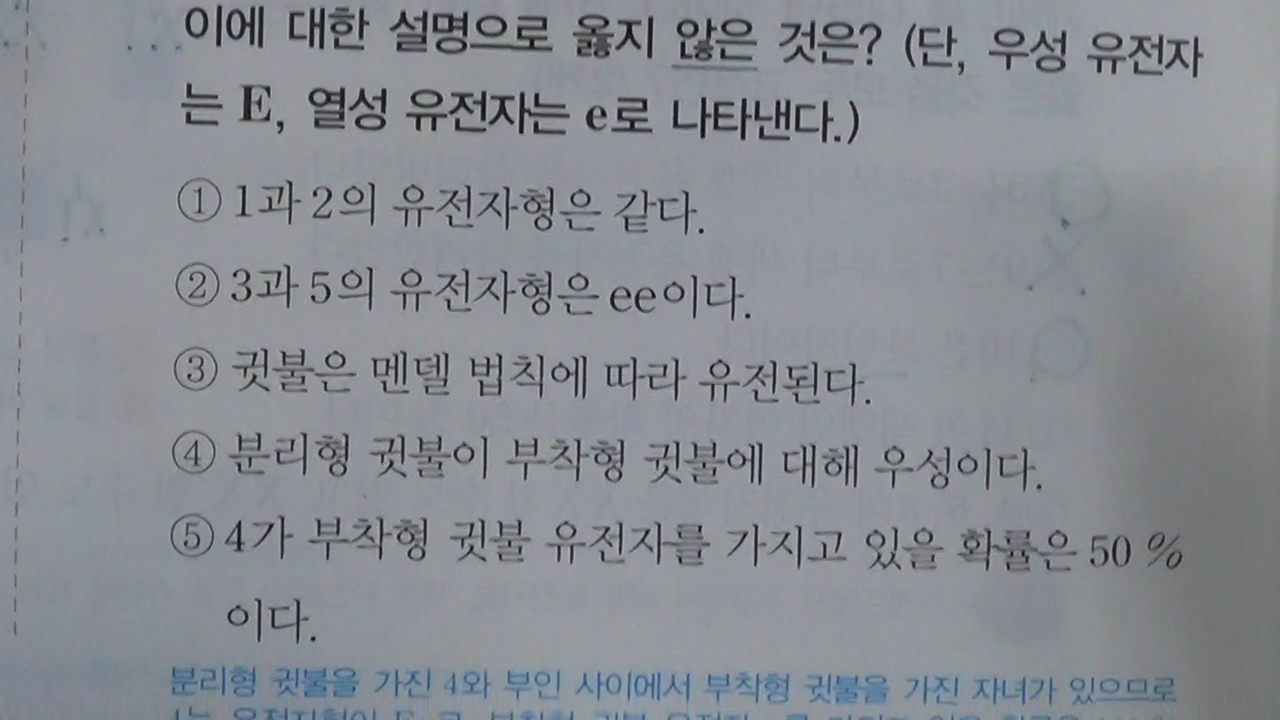 이에 대한 설명으로 옳지 않은 것은? (단, 우성 유전자
는 E, 열성 유전자는 e로 나타낸다.)
① 1과 2의 유전자형은 같다.
② 3과 5의 유전자형은 ee이다.
③ 귓불은 멘델 법칙에 따라 유전된다.
④ 분리형 귓불이 부착형 귓불에 대해 우성이다.
⑤ 4가 부착형 귓불 유전자를 가지고 있을 확률은 50 %
이다.
분리형 귓불을 가진 4와 부인 사이에서 부착형 귓불을 가진 자녀가 있으므로